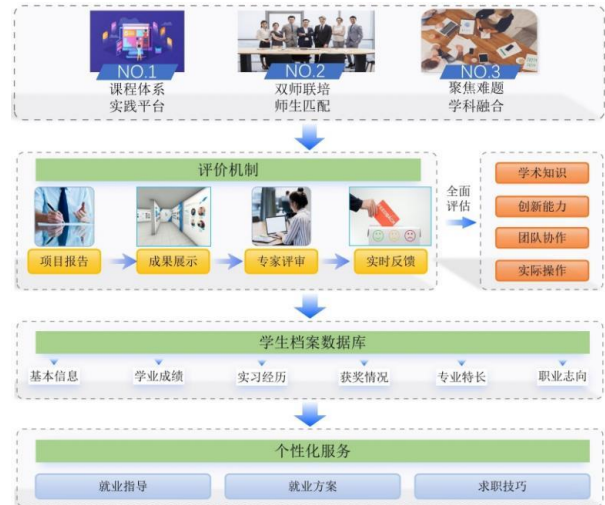 NO.1
NO.2
NO.3
课程体系
实践平台
双师联培
师生匹配
聚焦难题
学科融合
评价机制
项目报告
成果展示
专家评审
实时反馈
全面
评估
学术知识
创新能力
团队协作
实际操作
学生档案数据库
基本信息
学业成绩
实习经历
获奖情况
专业特长
职业志向
个性化服务
就业指导
就业方案
求职技巧